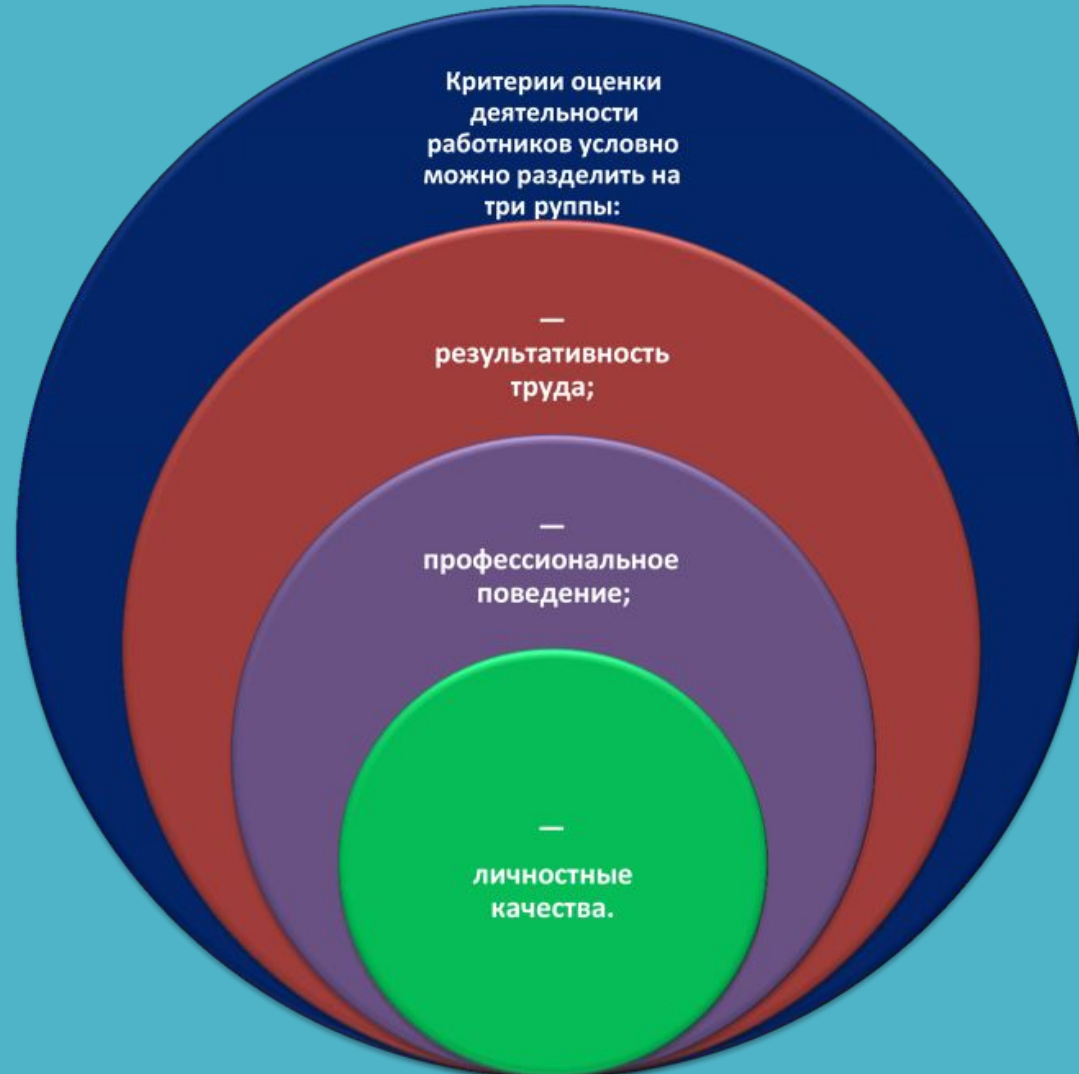 Критерии оценки
деятельности
работников условно
можно разделить на
три руппы:
—
результативность
труда;
—
профессиональное
поведение;
—
личностные
качества.